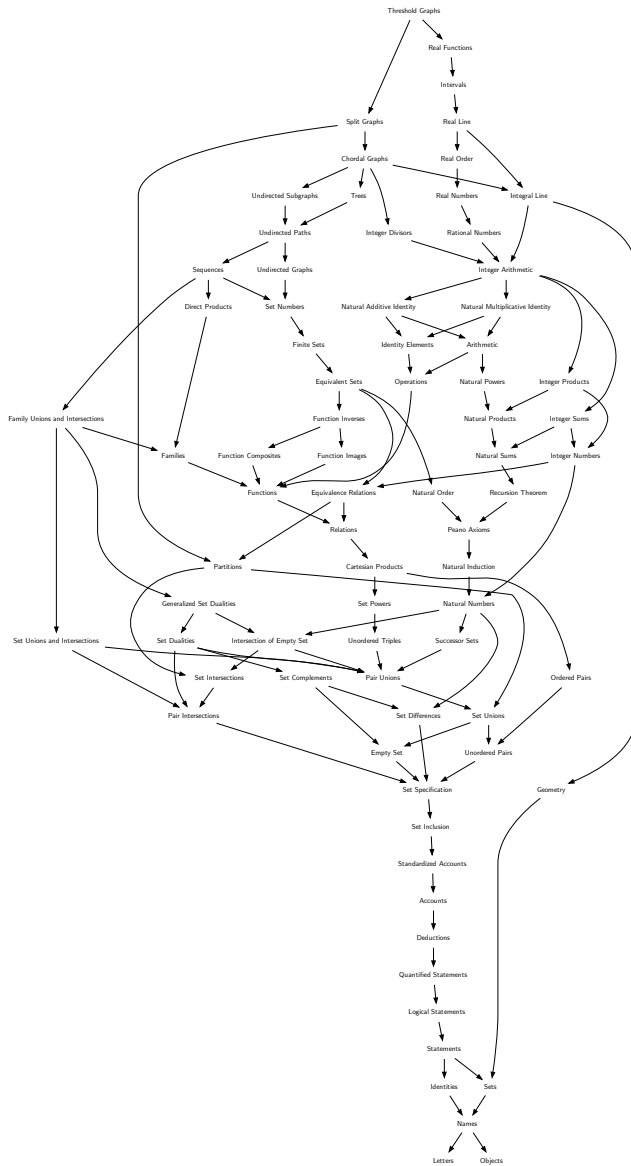 Threshold Graphs
Real Functions
Intervals
Split Graphs Real Line
Chordal Graphs Real Order
Undirected Subgraphs Trees Real Numbers Integral Line
Undirected Paths Integer Divisors Rational Numbers
Sequences Undirected Graphs Integer Arithmetic
Direct Products Set Numbers Natural Additive Identity Natural Multiplicative Identity
Finite Sets Identity Elements Arithmetic
Equivalent Sets Operations Natural Powers Integer Products
Family Unions and Intersections Function Inverses Natural Products Integer Sums
Families Function Composites Function Images Natural Sums Integer Numbers
Functions Equivalence Relations Natural Order Recursion Theorem
Relations Peano Axioms
Partitions Cartesian Products Natural Induction
Generalized Set Dualities Set Powers Natural Numbers
Set Unions and Intersections Set Dualities Intersection of Empty Set Unordered Triples Successor Sets
Set Intersections Set Complements Pair Unions Ordered Pairs
Pair Intersections Set Differences Set Unions
Empty Set Unordered Pairs
Set Specification Geometry
Set Inclusion
Standardized Accounts
Accounts
Deductions
Quantified Statements
Logical Statements
Statements
Identities Sets
Names
Letters Objects